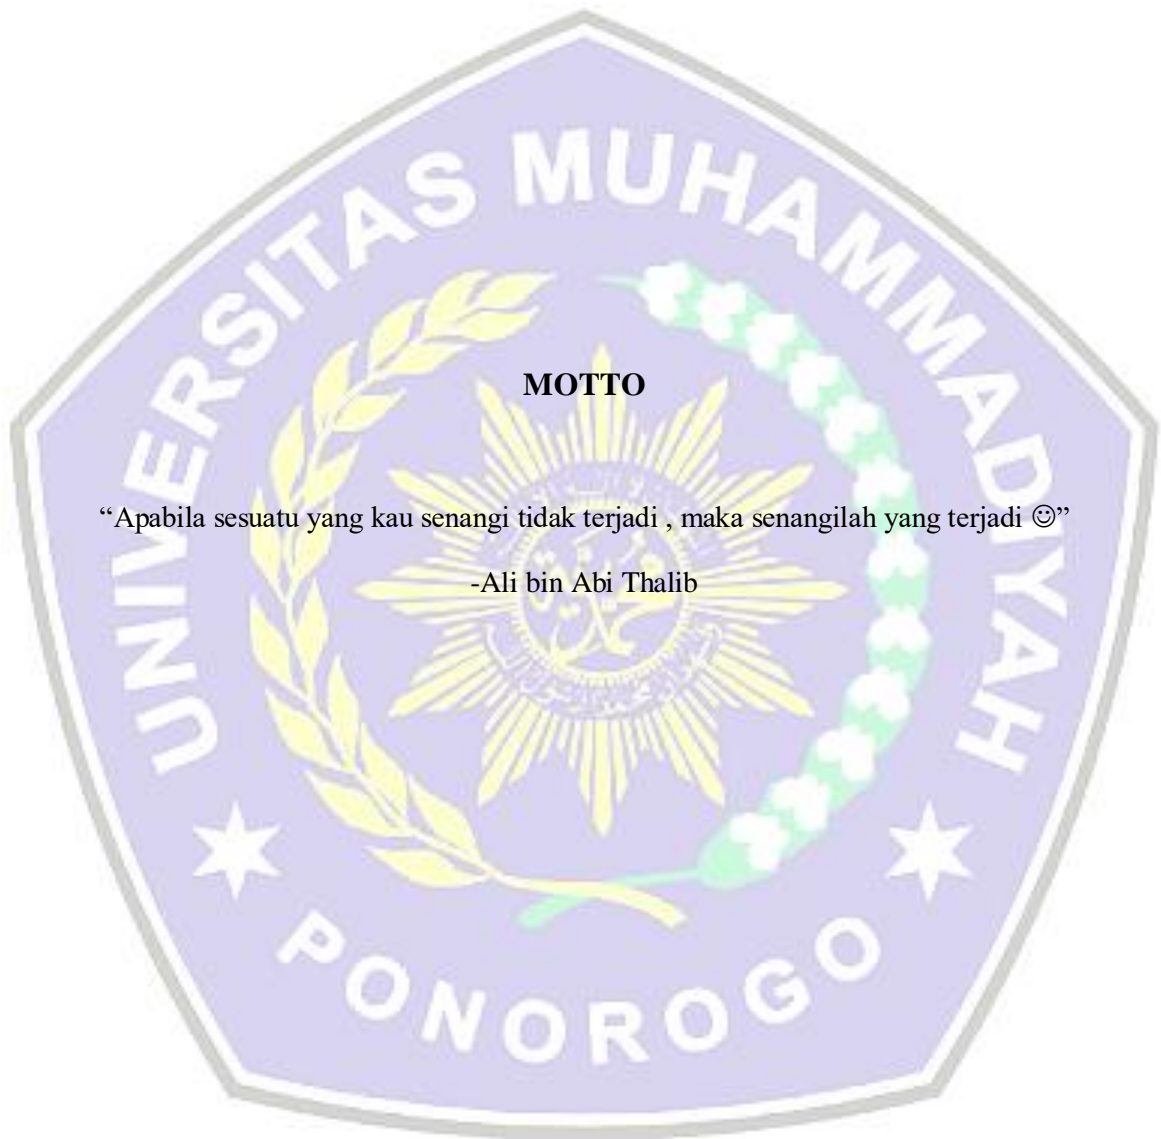 UNIVERSITAS MUHAMMADIYAH
MOTTO
“Apabila sesuatu yang kau senangi tidak terjadi , maka senangilah yang terjadi ☺”
-Ali bin Abi Thalib
PONOROGO